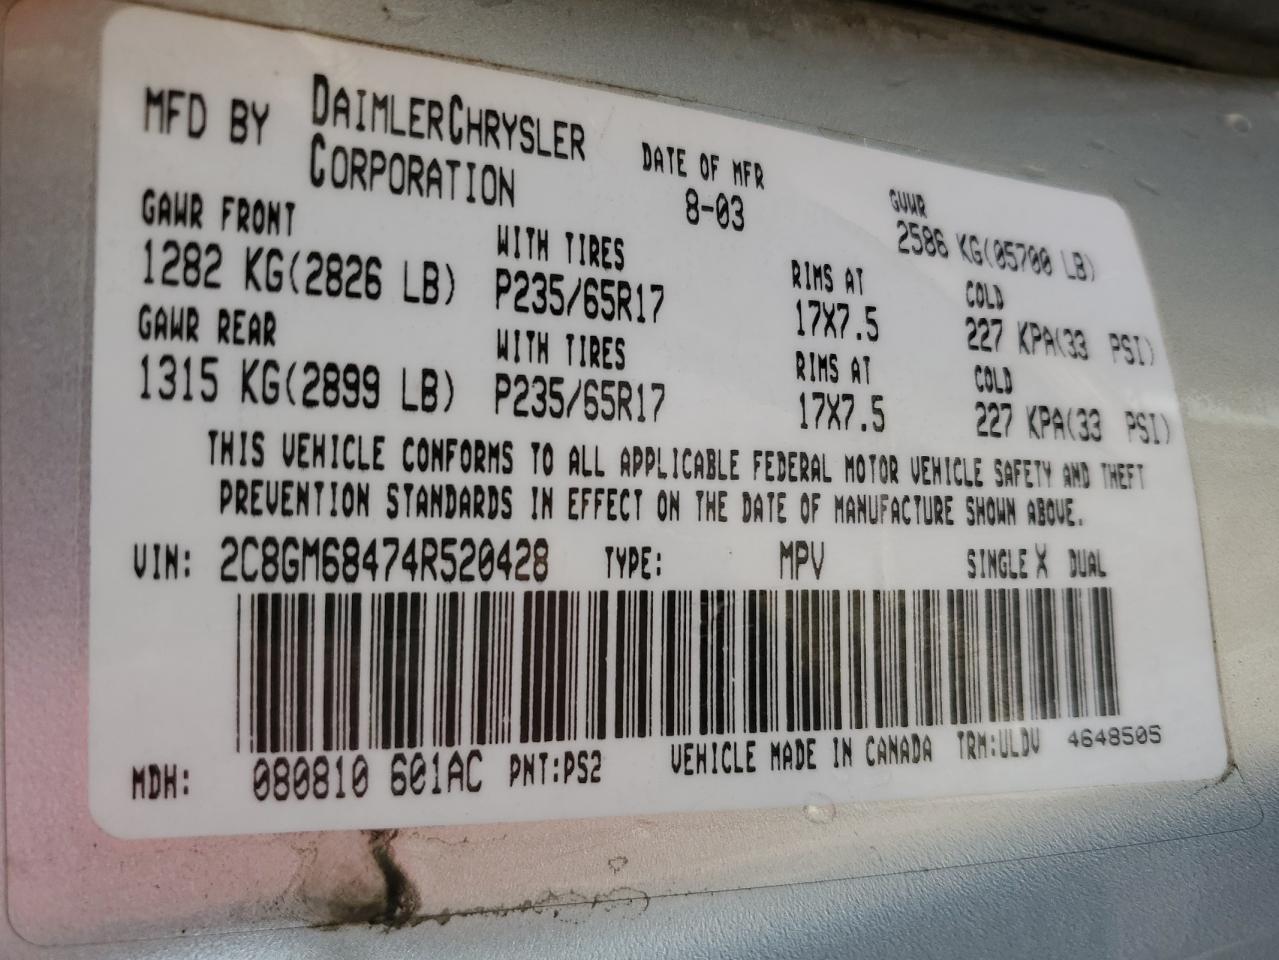 MFD BY DAIMLERCHRYSLER CORPORATION
DATE OF MFR 8-03
GVWR 2586 KG(05700 LB)
GAWR FRONT WITH TIRES RIMS AT COLD
1282 KG(2826 LB) P235/65R17 17X7.5 227 KPA(33 PSI)
GAWR REAR WITH TIRES RIMS AT COLD
1315 KG(2899 LB) P235/65R17 17X7.5 227 KPA(33 PSI)
THIS VEHICLE CONFORMS TO ALL APPLICABLE FEDERAL MOTOR VEHICLE SAFETY AND THEFT
PREVENTION STANDARDS IN EFFECT ON THE DATE OF MANUFACTURE SHOWN ABOVE.
VIN: 2C8GM68474R520428 TYPE: MPV SINGLE X DUAL
MDH: 080810 601AC PNT:PS2 VEHICLE MADE IN CANADA TRM:ULDV 4648505